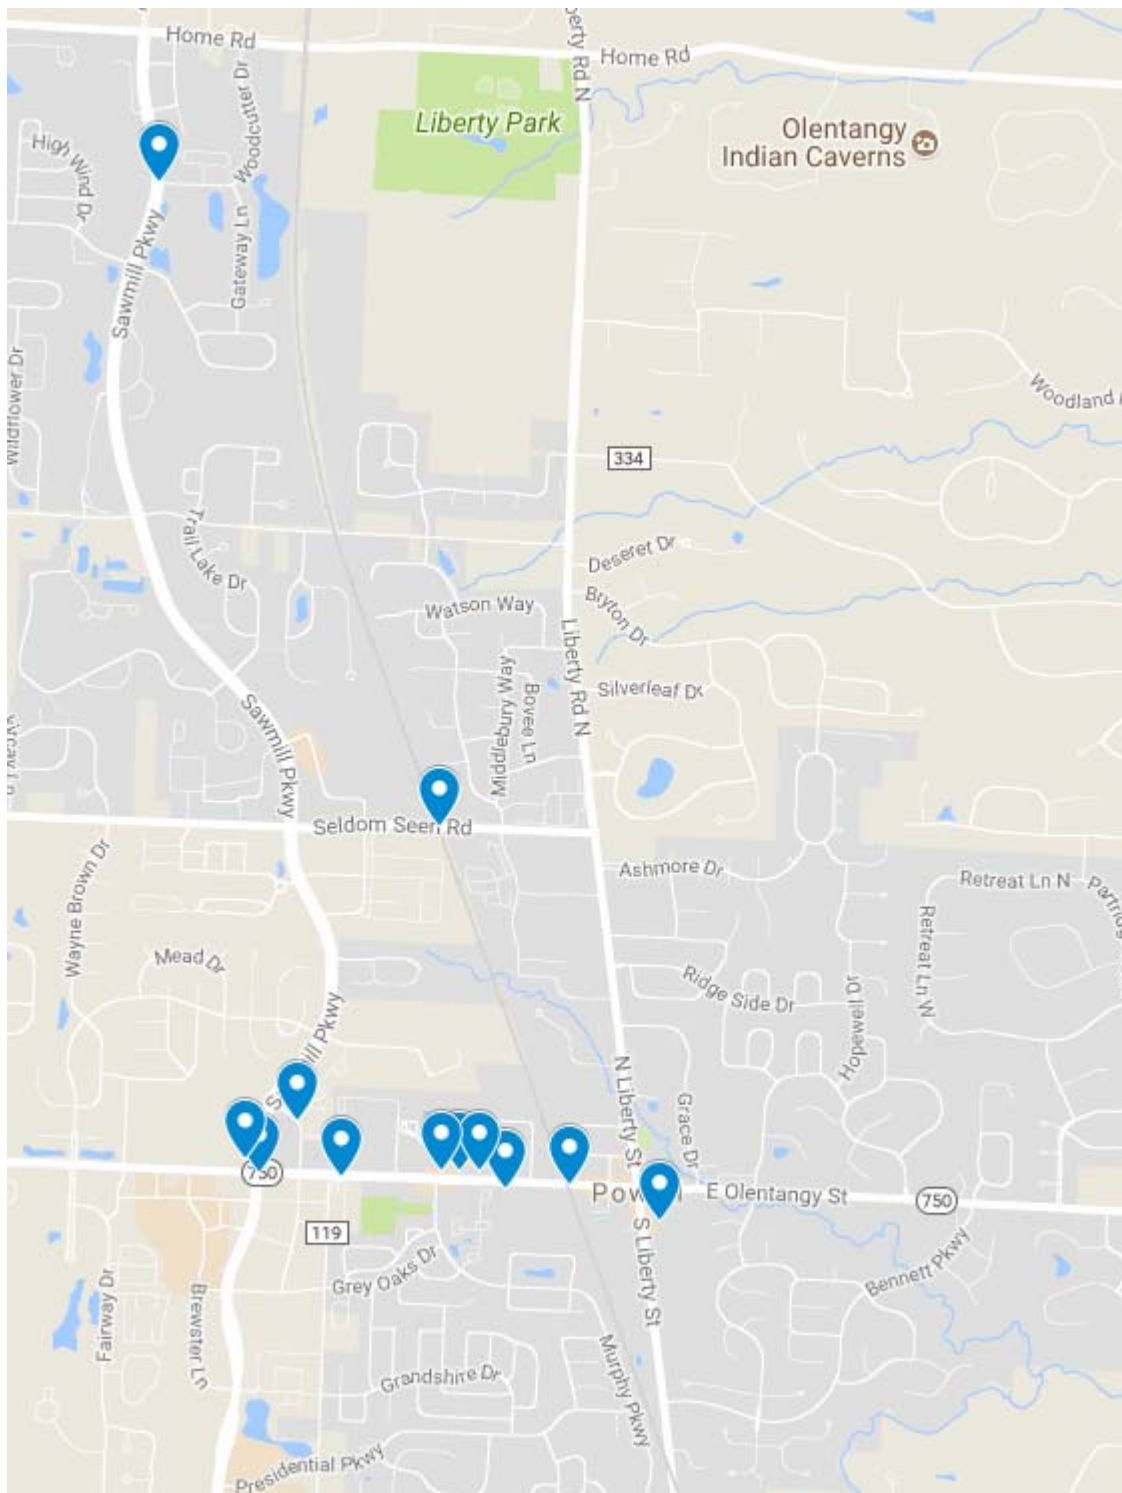 Home Rd
Liberty Rd N
Home Rd
Woodcutter Dr
Liberty Park
Olentangy
Indian Caverns
High Wind Dr
Gateway Ln
Sawmill Pkwy
Wildflower Dr
Woodland
334
Trail Lake Dr
Deseret Dr
Watson Way
Bryton Dr
Liberty Rd N
Middlebury Way
Bovee Ln
Silverleaf Dr
Sawmill Pkwy
Seldom Seen Rd
Wayne Brown Dr
Ashmore Dr
Retreat Ln N
Retreat Ln W
Mead Dr
Ridge Side Dr
Hopewell Dr
N Liberty St
Grace Dr
750
E Olentangy St
750
119
S Liberty St
Grey Oaks Dr
Bennett Pkwy
Fairway Dr
Brewster Ln
Grandshire Dr
Murphy Pkwy
Presidential Pkwy